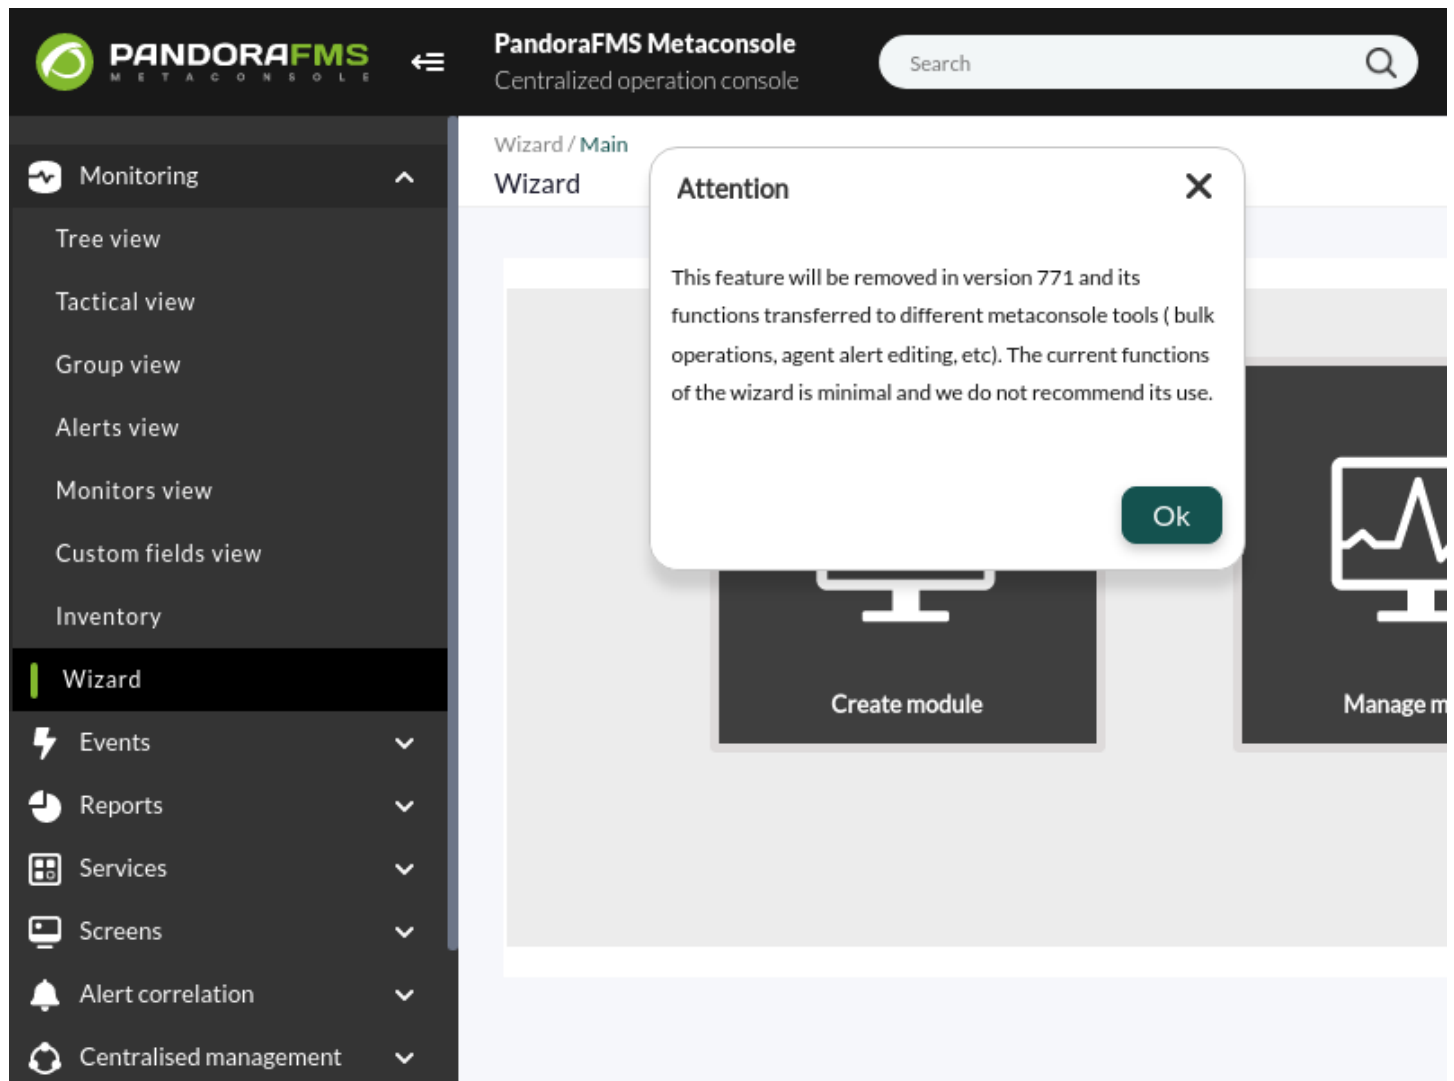 PANDORAFMS
METACONSOLE
PandoraFMS Metaconsole
Centralized operation console
Search
Monitoring
Tree view
Tactical view
Group view
Alerts view
Monitors view
Custom fields view
Inventory
Wizard
Events
Reports
Services
Screens
Alert correlation
Centralised management
Wizard / Main
Wizard
Attention
This feature will be removed in version 771 and its
functions transferred to different metaconsole tools ( bulk
operations, agent alert editing, etc). The current functions
of the wizard is minimal and we do not recommend its use.
Ok
Create module
Manage m